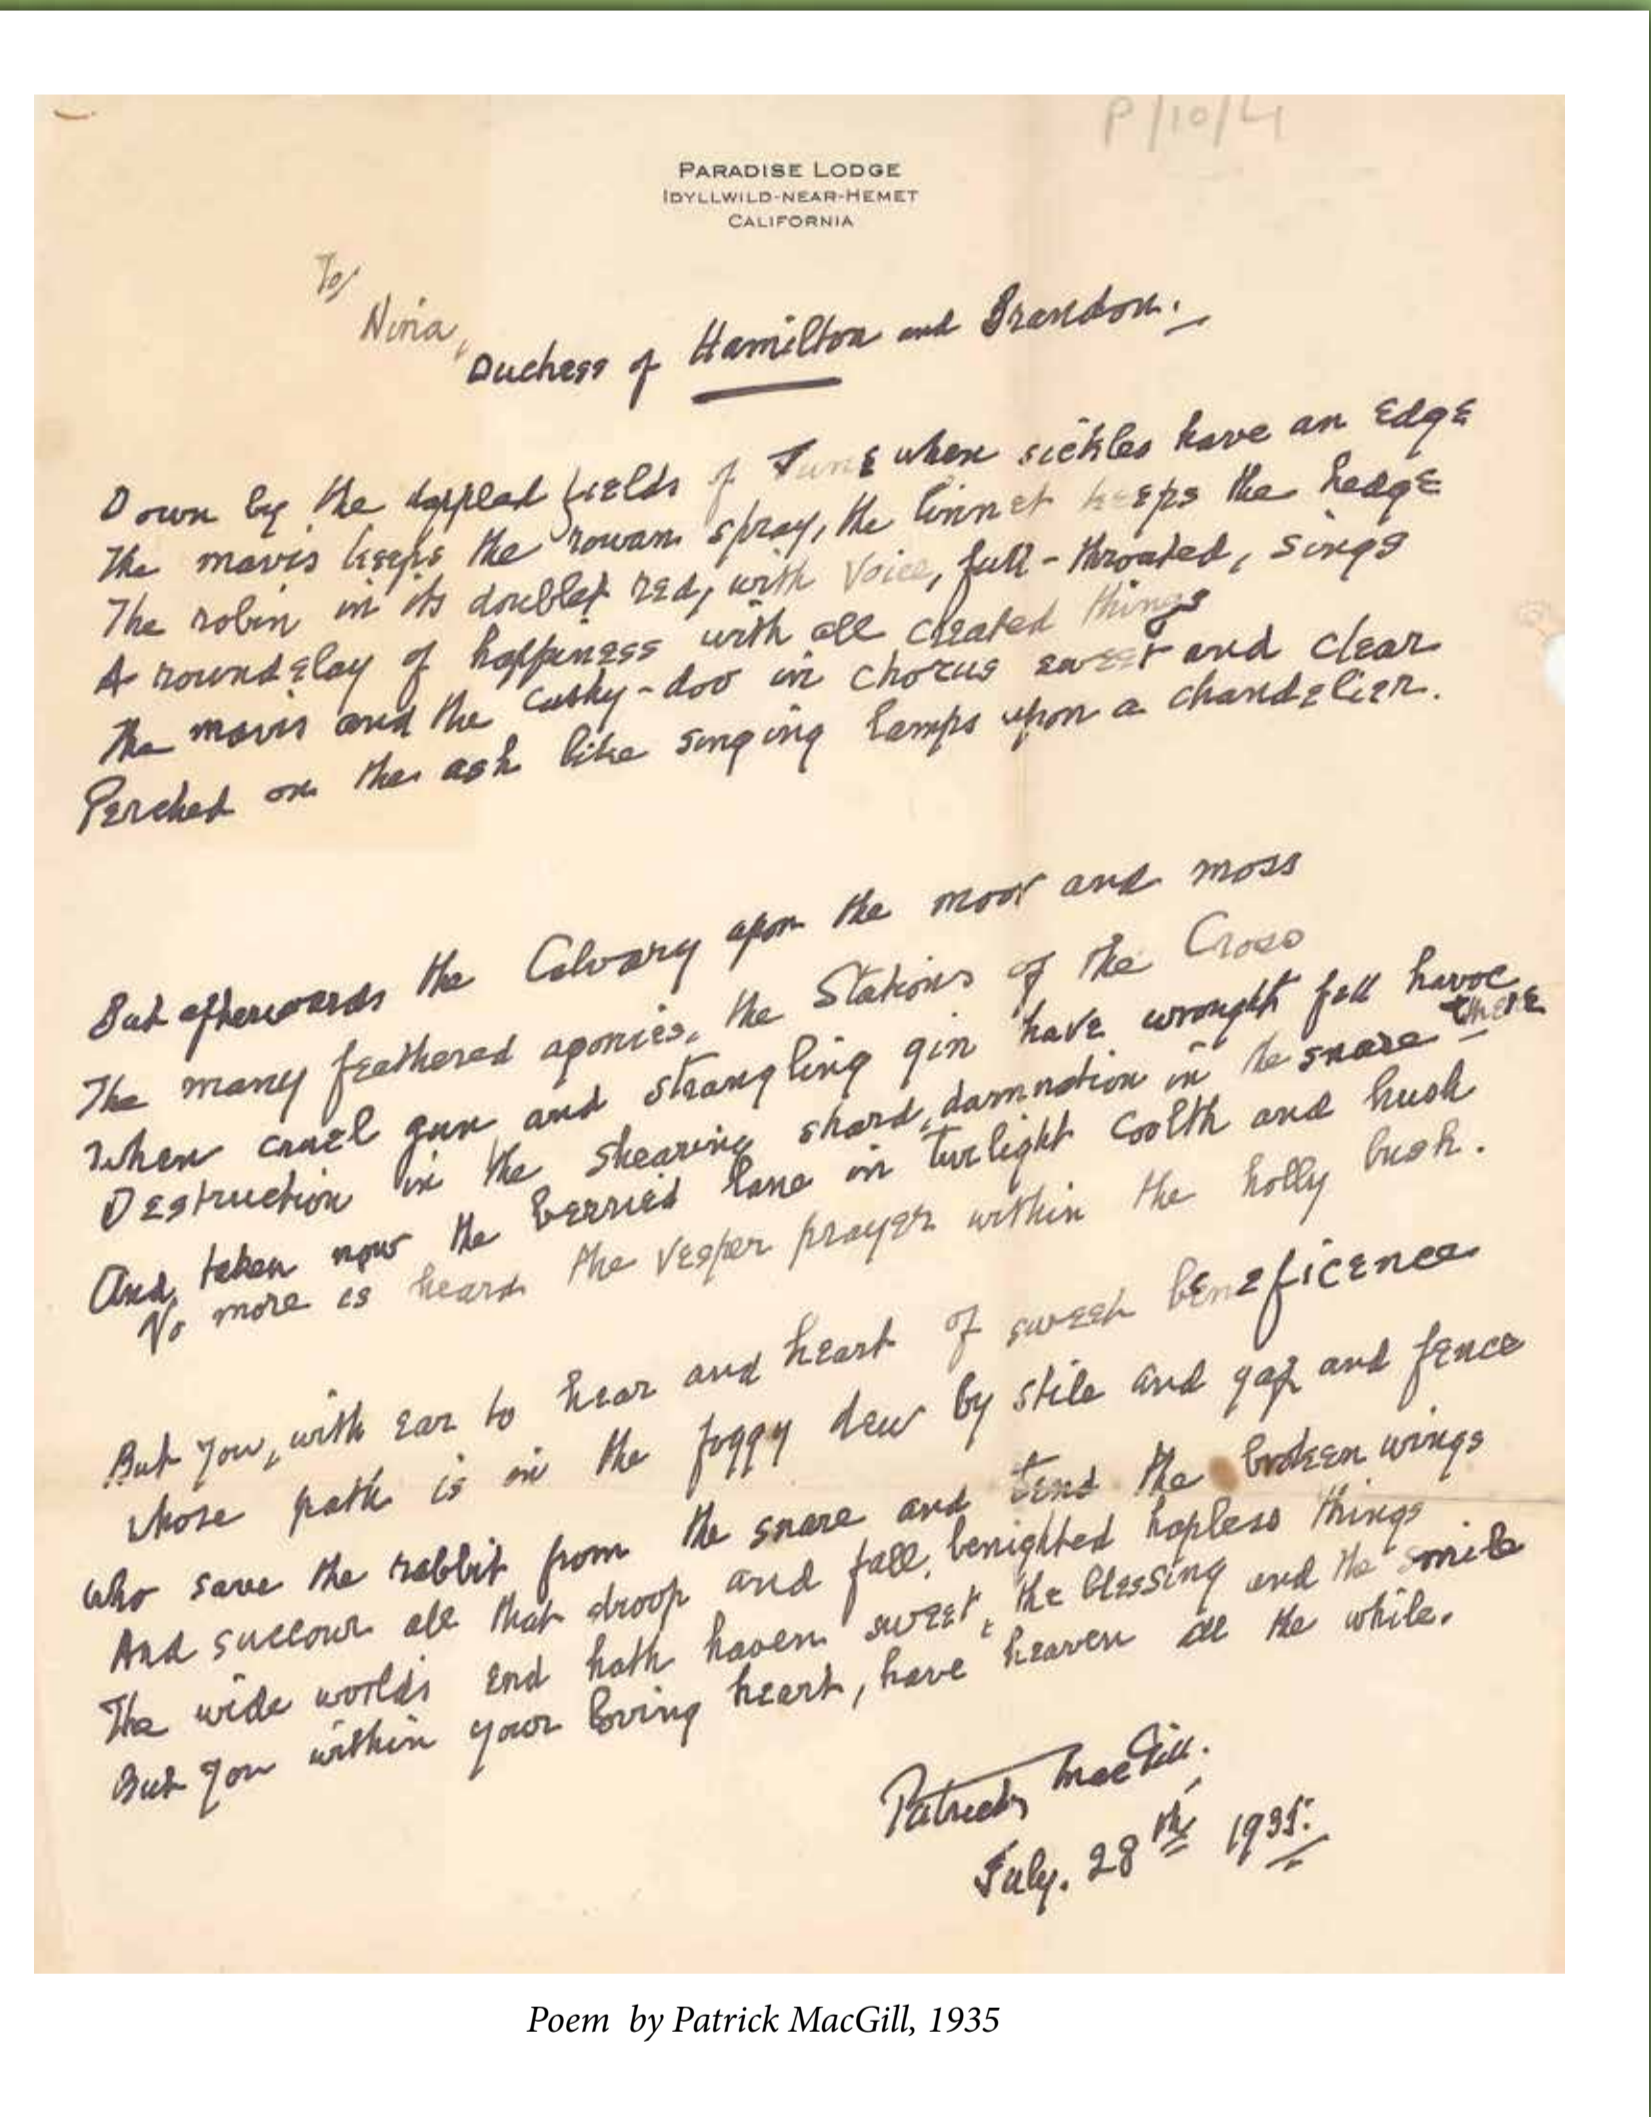 P/10/4
PARADISE LODGE
IDYLLWILD-NEAR-HEMET
CALIFORNIA
To/
Nina,
Duchess of Hamilton and Brandon.
Down by the dappled fields of June when sickles have an edge
The mavis keeps the rowan spray, the linnet keeps the hedge
The robin in its doublet red, with voice, full-throated, sings
A roundelay of happiness with all created things
The mavis and the cushy-doo in chorus sweet and clear
Perched on the ash like singing lamps upon a chandelier.
But afterwards the Calvary upon the moor and moss
The many feathered agonies, the Stations of the Cross
When cruel gun and strangling gin have wrought fell havoc there
Destruction in the shearing shard, damnation in the snare -
And, taken now the berried lane in twilight coolth and hush
No more is heard the vesper prayer within the holly bush.
But you, with ear to hear and heart of sweet beneficence
Whose path is in the foggy dew by stile and gap and fence
Who save the rabbit from the snare and tend the broken wings
And succour all that droop and fall, benighted hapless things
The wide worlds end hath haven sweet, the blessing and the smile
But you within your loving heart, have heaven all the while.
Patrick MacGill.
July. 28th 1935.
Poem by Patrick MacGill, 1935